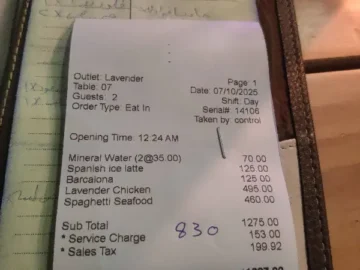 Outlet: Lavender
Page: 1
Table: 07
Date: 07/10/2025
Guests: 2
Shift: Day
Order Type: Eat In
Serial#: 14106
Taken by: control
Opening Time: 12:24 AM
Mineral Water (2@35.00) 70.00
Spanish ice latte 125.00
Barcalona 125.00
Lavender Chicken 495.00
Spaghetti Seafood 460.00
Sub Total 1275.00
830
* Service Charge 153.00
* Sales Tax 199.92